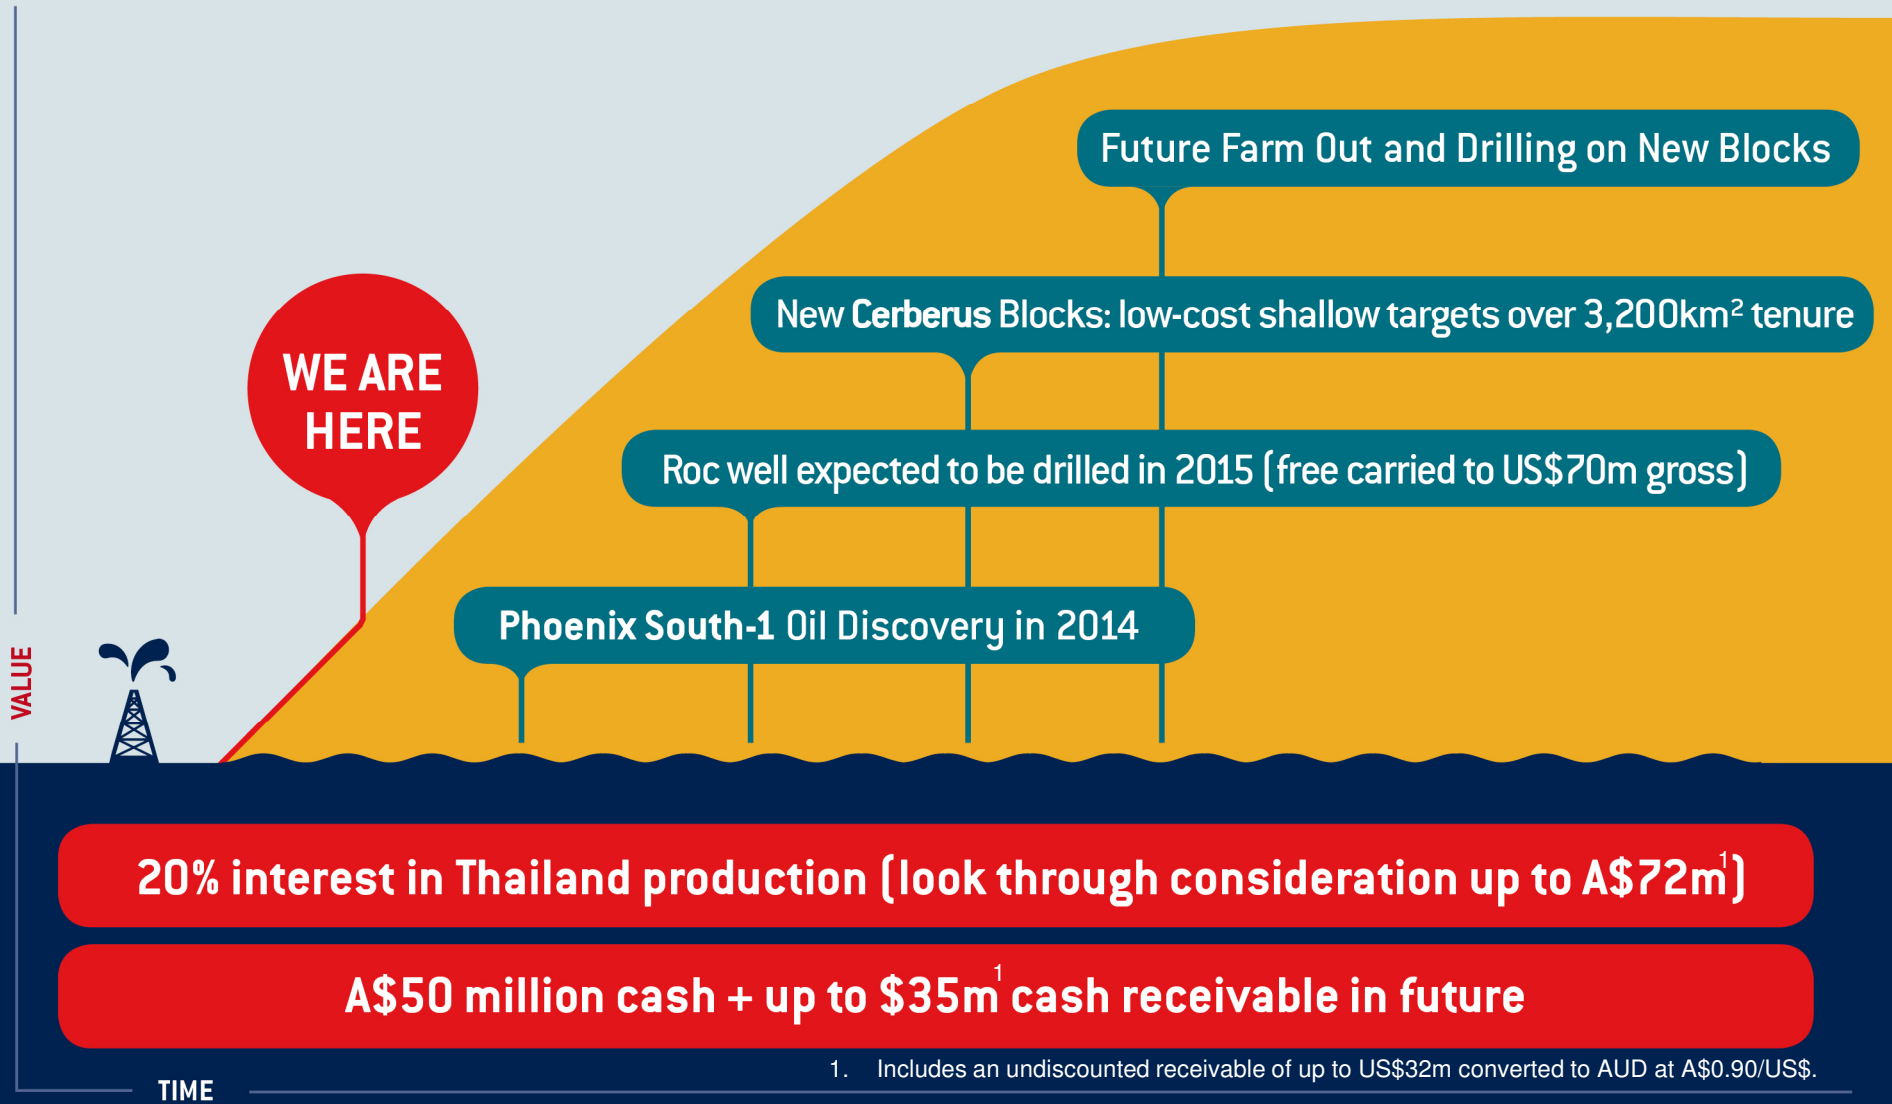 Future Farm Out and Drilling on New Blocks
New Cerberus Blocks: low-cost shallow targets over 3,200km² tenure
WE ARE
HERE
Roc well expected to be drilled in 2015 (free carried to US$70m gross)
Phoenix South-1 Oil Discovery in 2014
VALUE
20% interest in Thailand production (look through consideration up to A$72m¹)
A$50 million cash + up to $35m¹ cash receivable in future
1. Includes an undiscounted receivable of up to US$32m converted to AUD at A$0.90/US$.
TIME